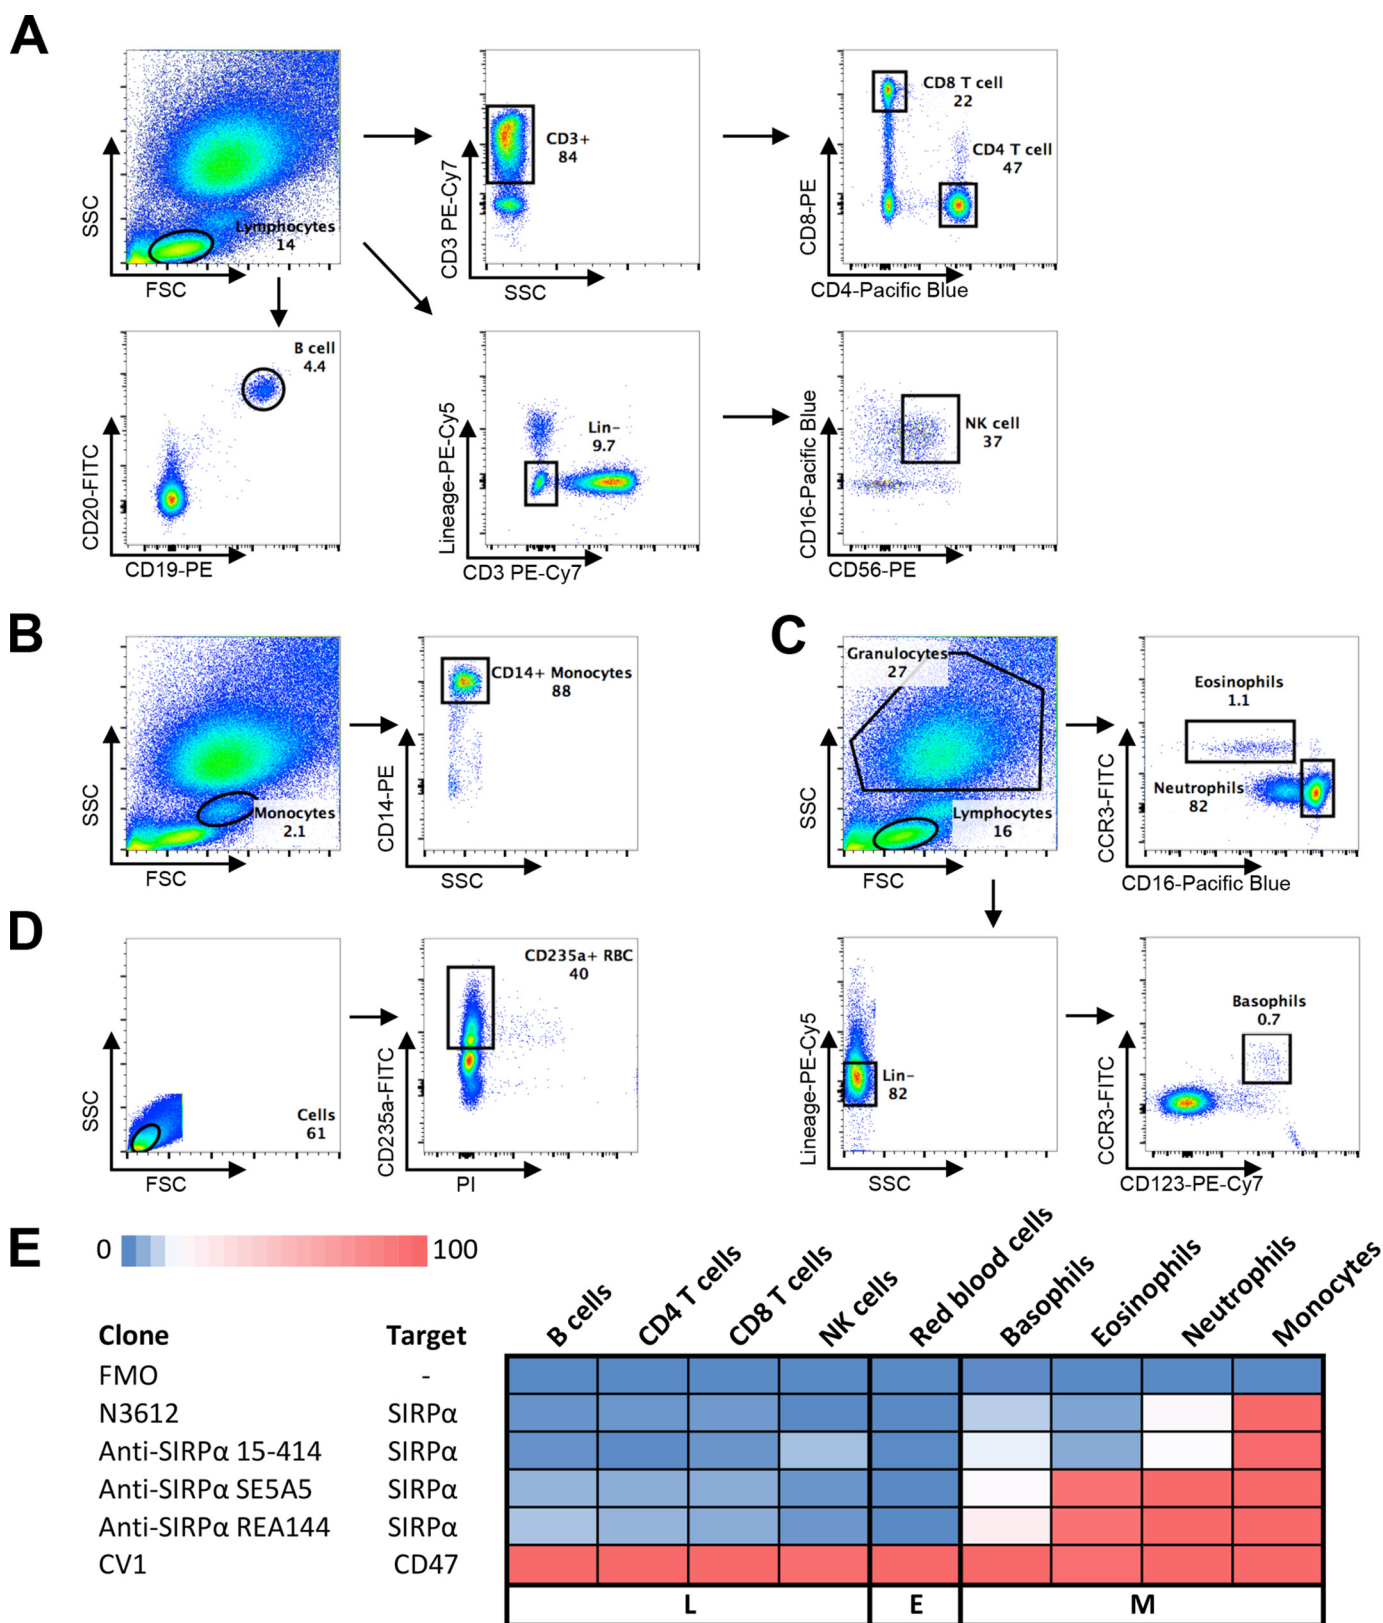 A
SSC
Lymphocytes
14
FSC
CD3 PE-Cy7
CD3+
84
SSC
CD8-PE
CD8 T cell
22
CD4 T cell
47
CD4-Pacific Blue
CD20-FITC
B cell
4.4
CD19-PE
Lineage-PE-Cy5
Lin-
9.7
CD3 PE-Cy7
CD16-Pacific Blue
NK cell
37
CD56-PE
B
SSC
Monocytes
2.1
FSC
CD14-PE
CD14+ Monocytes
88
SSC
C
SSC
Granulocytes
27
Lymphocytes
16
FSC
CCR3-FITC
Eosinophils
1.1
Neutrophils
82
CD16-Pacific Blue
Lineage-PE-Cy5
Lin-
82
SSC
CCR3-FITC
Basophils
0.7
CD123-PE-Cy7
D
SSC
Cells
61
FSC
CD235a-FITC
CD235a+ RBC
40
PI
E
0 100
Clone Target B cells CD4 T cells CD8 T cells NK cells Red blood cells Basophils Eosinophils Neutrophils Monocytes
FMO -
N3612 SIRPα
Anti-SIRPα 15-414 SIRPα
Anti-SIRPα SE5A5 SIRPα
Anti-SIRPα REA144 SIRPα
CV1 CD47
L E M